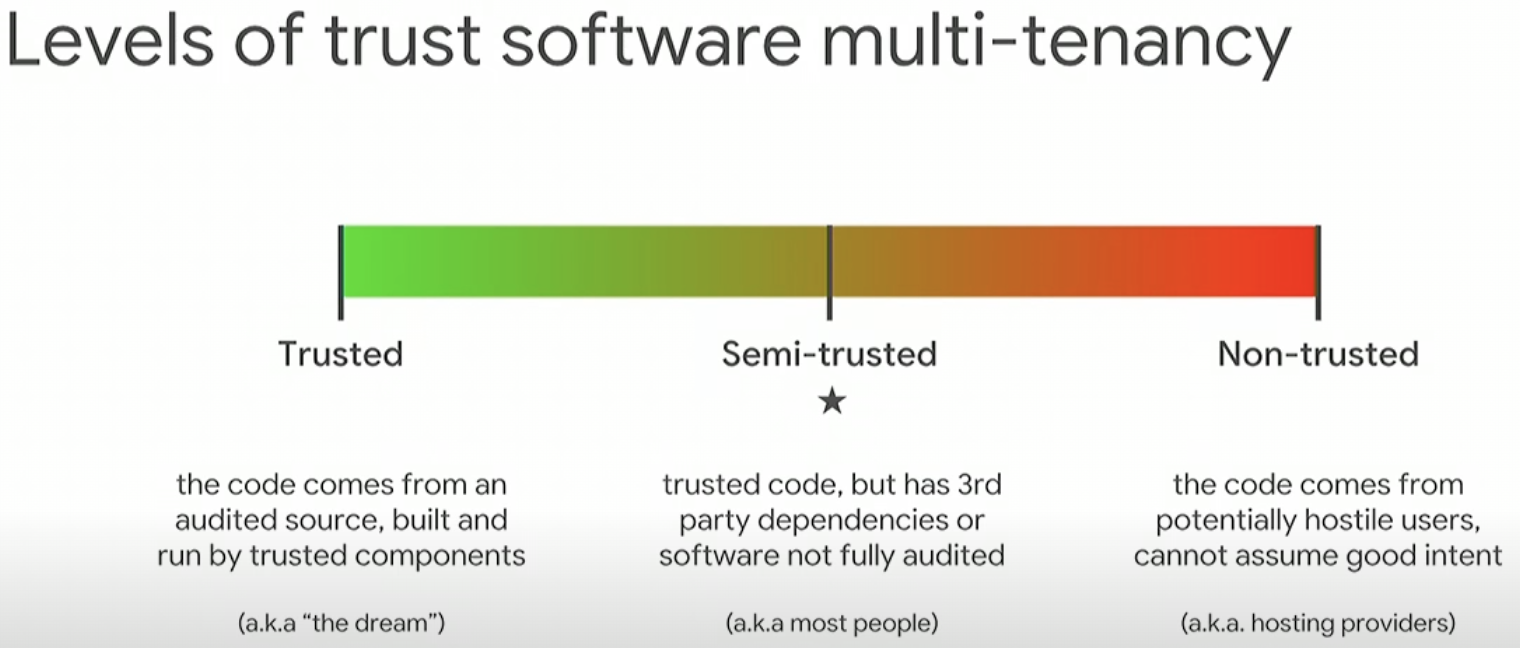 Levels of trust software multi-tenancy
Trusted
Semi-trusted
Non-trusted
★
the code comes from an
audited source, built and
run by trusted components
(a.k.a “the dream”)
trusted code, but has 3rd
party dependencies or
software not fully audited
(a.k.a most people)
the code comes from
potentially hostile users,
cannot assume good intent
(a.k.a. hosting providers)